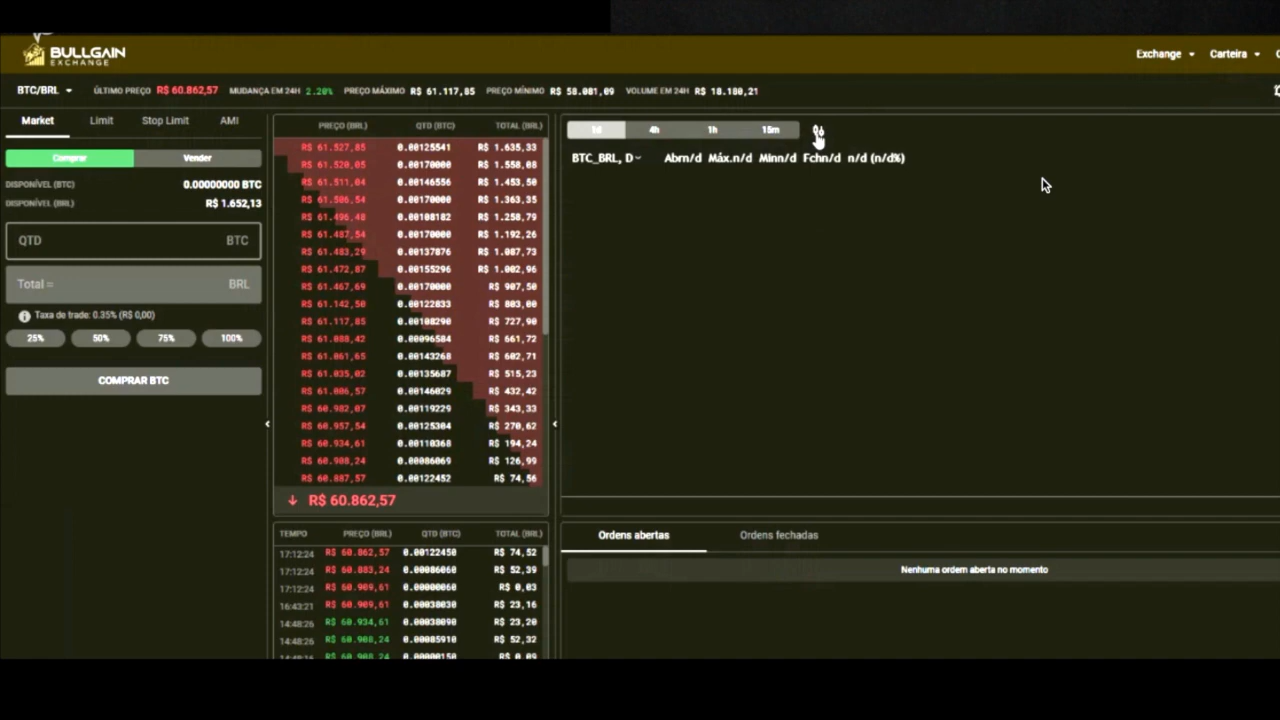 BULLGAIN
EXCHANGE
Exchange
Carteira
BTC/BRL
ÚLTIMO PREÇO R$ 60.862,57
MUDANÇA EM 24H 2.20%
PREÇO MÁXIMO R$ 61.117,85
PREÇO MÍNIMO R$ 58.081,09
VOLUME EM 24H R$ 18.180,21
Market Limit Stop Limit AMI
Comprar Vender
DISPONÍVEL (BTC) 0.00000000 BTC
DISPONÍVEL (BRL) R$ 1.652,13
QTD BTC
Total = BRL
Taxa de trade: 0.35% (R$ 0,00)
25% 50% 75% 100%
COMPRAR BTC
PREÇO (BRL) QTD (BTC) TOTAL (BRL)
R$ 61.527,85 0.00125541 R$ 1.635,33
R$ 61.520,05 0.00170000 R$ 1.558,08
R$ 61.511,04 0.00146556 R$ 1.453,50
R$ 61.506,54 0.00170000 R$ 1.363,35
R$ 61.496,48 0.00108182 R$ 1.258,79
R$ 61.487,54 0.00170000 R$ 1.192,26
R$ 61.483,29 0.00137876 R$ 1.087,73
R$ 61.472,87 0.00155296 R$ 1.002,96
R$ 61.467,69 0.00170000 R$ 907,50
R$ 61.142,50 0.00122833 R$ 803,00
R$ 61.117,85 0.00108290 R$ 727,90
R$ 61.088,42 0.00096584 R$ 661,72
R$ 61.061,65 0.00143268 R$ 602,71
R$ 61.035,02 0.00135687 R$ 515,23
R$ 61.006,57 0.00146029 R$ 432,42
R$ 60.982,07 0.00119229 R$ 343,33
R$ 60.957,54 0.00125304 R$ 270,62
R$ 60.934,61 0.00110368 R$ 194,24
R$ 60.908,24 0.00086069 R$ 126,99
R$ 60.887,57 0.00122452 R$ 74,56
R$ 60.862,57
TEMPO PREÇO (BRL) QTD (BTC) TOTAL (BRL)
17:12:24 R$ 60.862,57 0.00122450 R$ 74,52
17:12:24 R$ 60.883,24 0.00086060 R$ 52,39
17:12:24 R$ 60.909,61 0.00000060 R$ 0,03
16:43:21 R$ 60.909,61 0.00038030 R$ 23,16
14:48:26 R$ 60.934,61 0.00038090 R$ 23,20
14:48:26 R$ 60.908,24 0.00085910 R$ 52,32
14:48:16 R$ 60.908,24 0.00000150 R$ 0,09
1d 4h 1h 15m
BTC_BRL, D Abrn/d Máx.n/d Mínn/d Fchn/d n/d (n/d%)
Ordens abertas Ordens fechadas
Nenhuma ordem aberta no momento